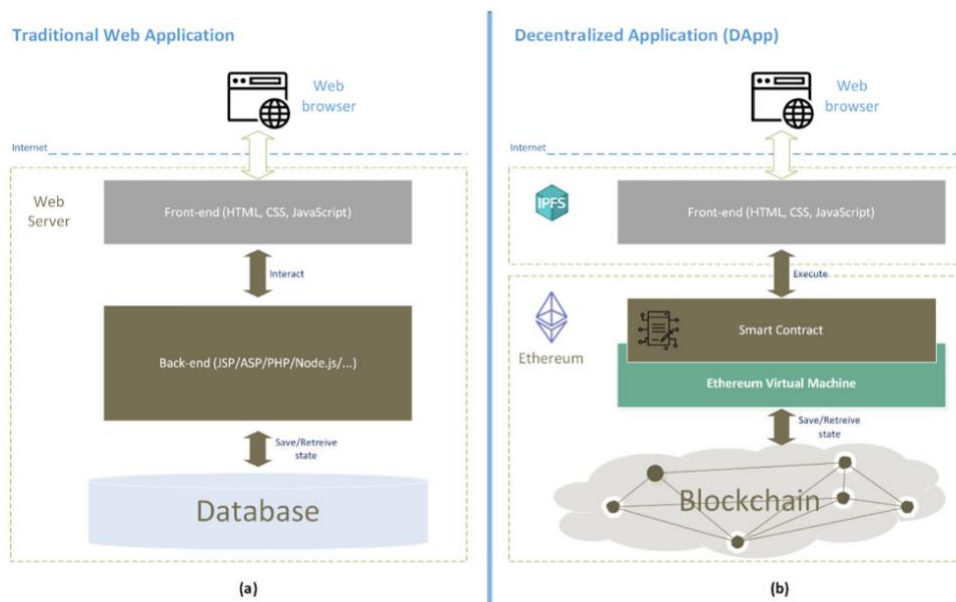 Traditional Web Application
Web
browser
Internet
Web
Server
Front-end (HTML, CSS, JavaScript)
Interact
Back-end (JSP/ASP/PHP/Node.js/...)
Save/Retreive
state
Database
(a)
Decentralized Application (DApp)
Web
browser
Internet
IPFS
Front-end (HTML, CSS, JavaScript)
Execute
Ethereum
Smart Contract
Ethereum Virtual Machine
Save/Retreive
state
Blockchain
(b)